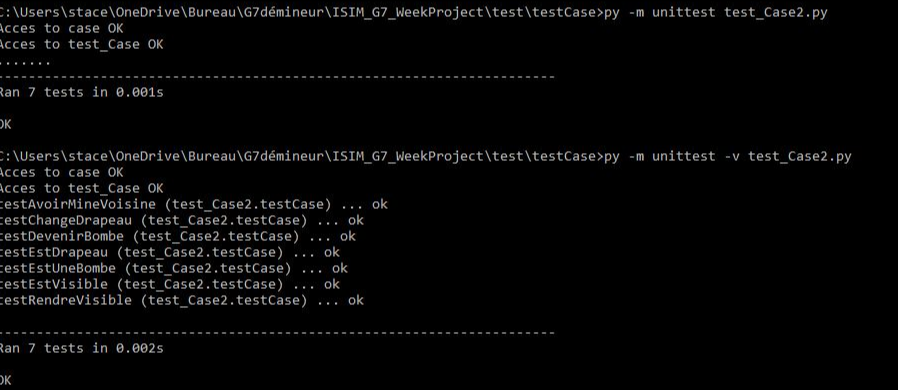 C:\Users\stace\OneDrive\Bureau\G7démineur\ISIM_G7_WeekProject\test\testCase>py -m unittest test_Case2.py
Acces to case OK
Acces to test_Case OK
.......
----------------------------------------------------------------------
Ran 7 tests in 0.001s
OK
C:\Users\stace\OneDrive\Bureau\G7démineur\ISIM_G7_WeekProject\test\testCase>py -m unittest -v test_Case2.py
Acces to case OK
Acces to test_Case OK
testAvoirMineVoisine (test_Case2.testCase) ... ok
testChangeDrapeau (test_Case2.testCase) ... ok
testDevenirBombe (test_Case2.testCase) ... ok
testEstDrapeau (test_Case2.testCase) ... ok
testEstUneBombe (test_Case2.testCase) ... ok
testEstVisible (test_Case2.testCase) ... ok
testRendreVisible (test_Case2.testCase) ... ok
----------------------------------------------------------------------
Ran 7 tests in 0.002s
OK